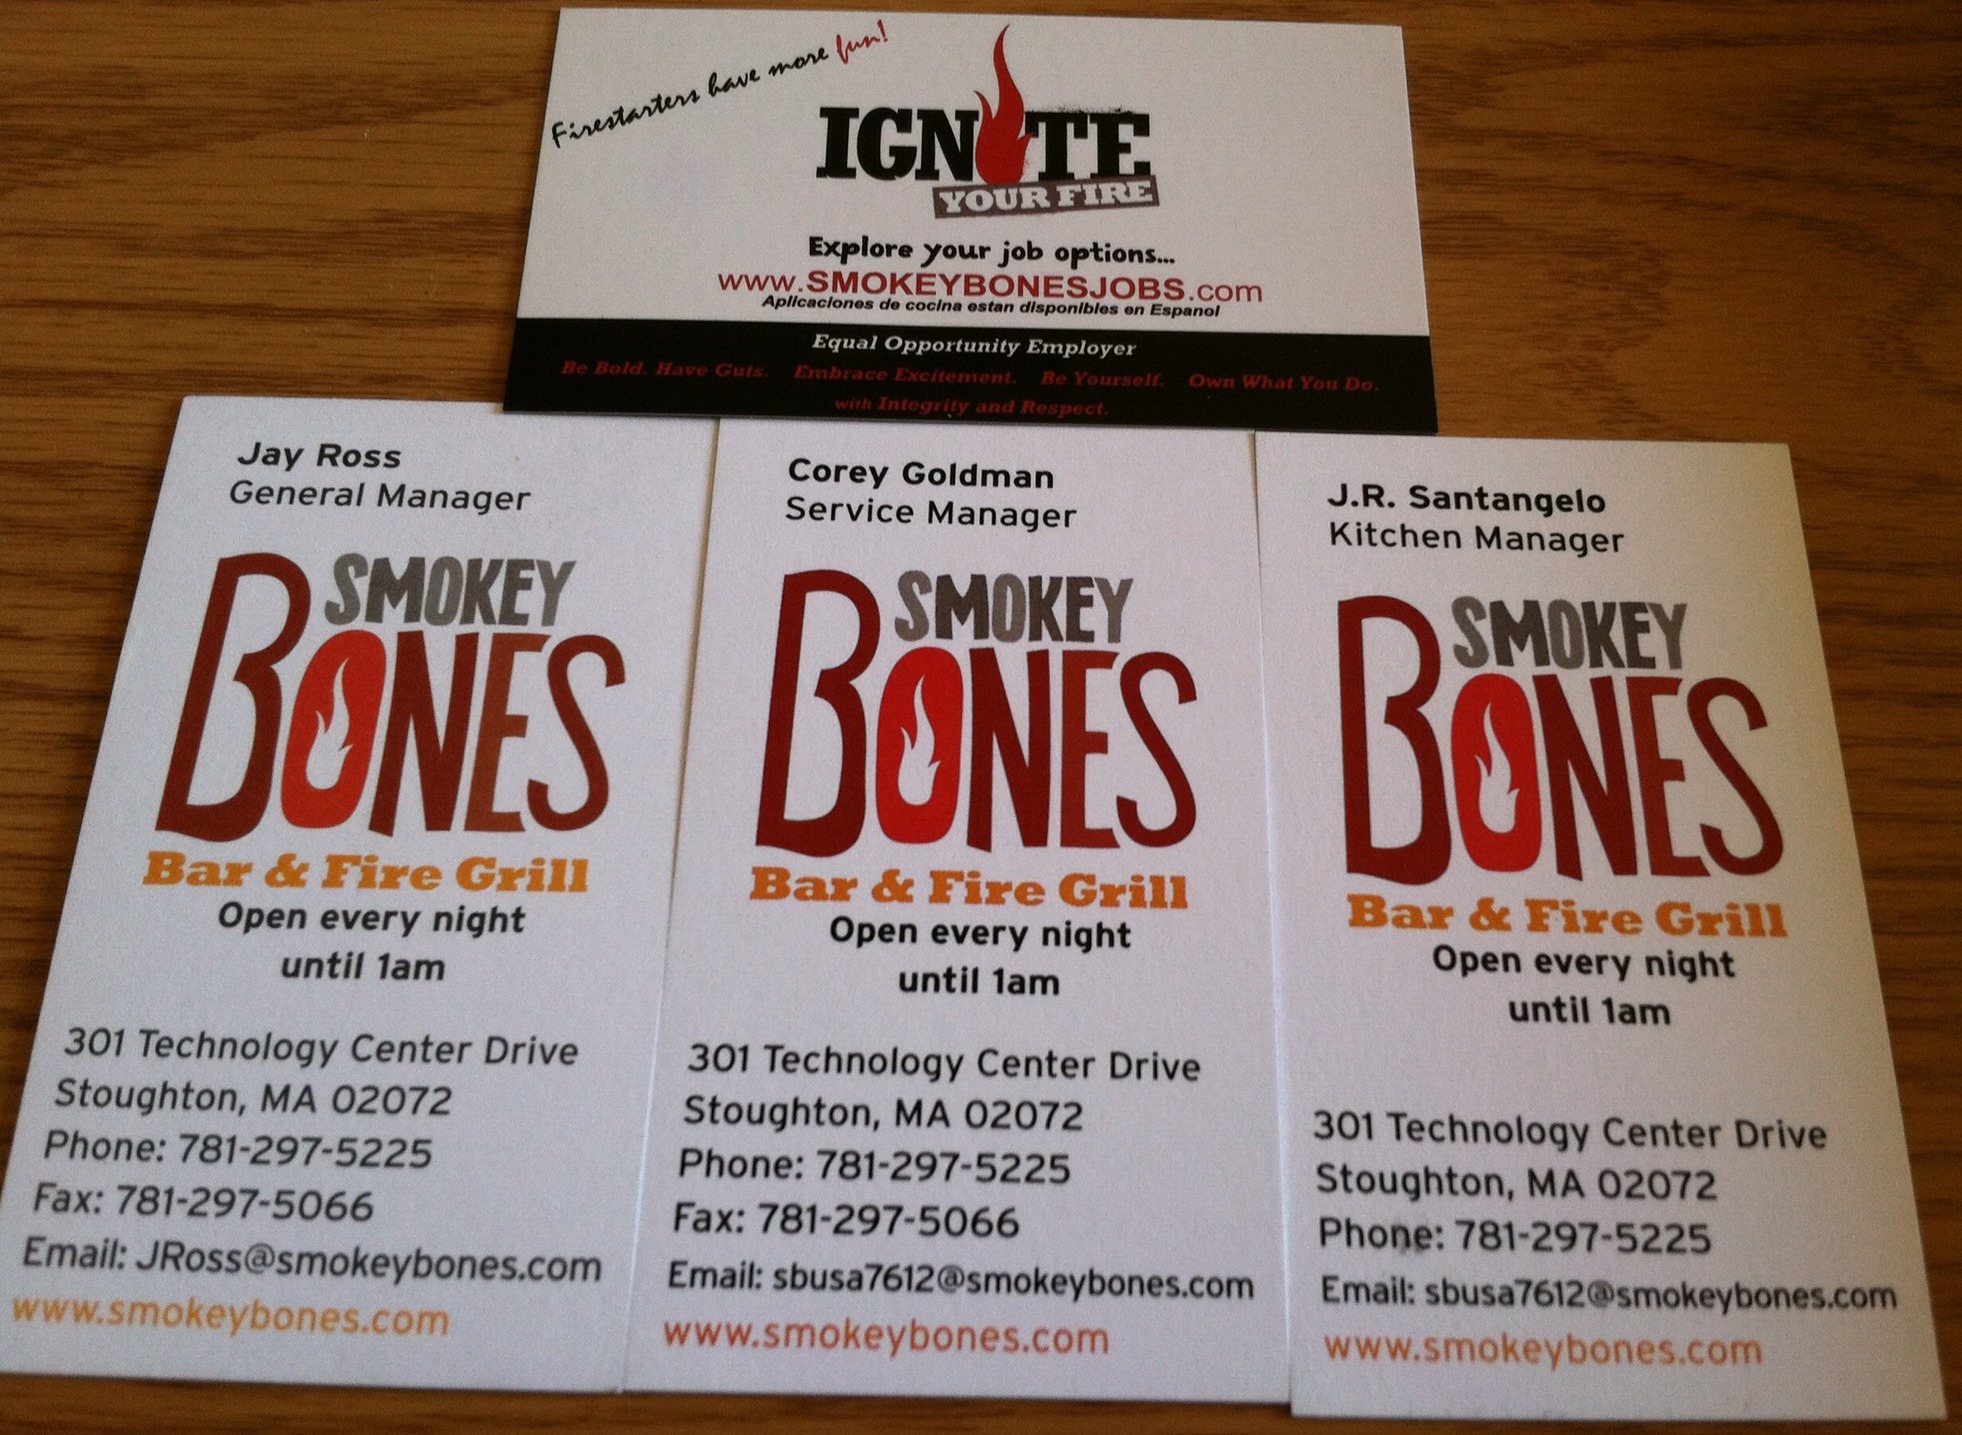 Firestarters have more fun!
IGNITE
YOUR FIRE
Explore your job options...
www.SMOKEYBONESJOBS.com
Aplicaciones de cocina estan disponibles en Espanol
Equal Opportunity Employer
Be Bold. Have Guts. Embrace Excitement. Be Yourself. Own What You Do.
with Integrity and Respect.
Jay Ross
General Manager
SMOKEY
BONES
Bar & Fire Grill
Open every night
until 1am
301 Technology Center Drive
Stoughton, MA 02072
Phone: 781-297-5225
Fax: 781-297-5066
Email: JRoss@smokeybones.com
www.smokeybones.com
Corey Goldman
Service Manager
SMOKEY
BONES
Bar & Fire Grill
Open every night
until 1am
301 Technology Center Drive
Stoughton, MA 02072
Phone: 781-297-5225
Fax: 781-297-5066
Email: sbusa7612@smokeybones.com
www.smokeybones.com
J.R. Santangelo
Kitchen Manager
SMOKEY
BONES
Bar & Fire Grill
Open every night
until 1am
301 Technology Center Drive
Stoughton, MA 02072
Phone: 781-297-5225
Email: sbusa7612@smokeybones.com
www.smokeybones.com